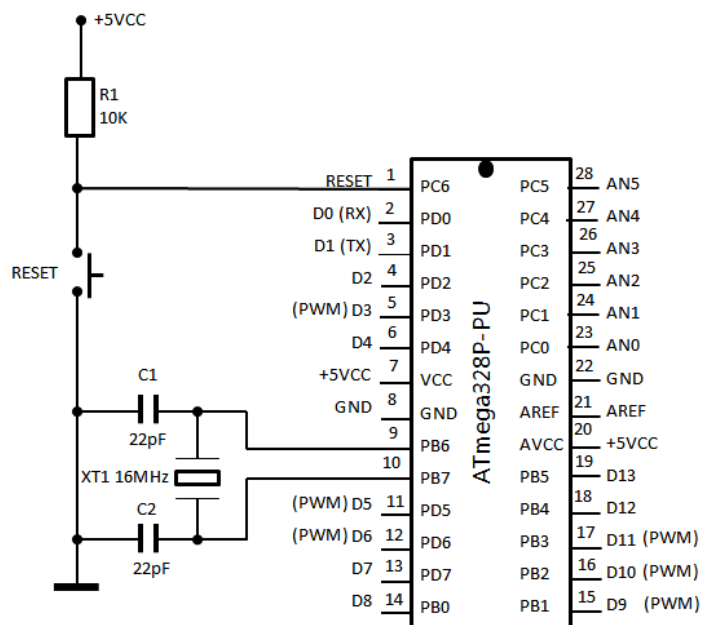 +5VCC
R1
10K
RESET 1 PC6 PC5 28 AN5
D0 (RX) 2 PD0 PC4 27 AN4
D1 (TX) 3 PD1 PC3 26 AN3
RESET
D2 4 PD2 PC2 25 AN2
(PWM) D3 5 PD3 PC1 24 AN1
D4 6 PD4 PC0 23 AN0
+5VCC 7 VCC GND 22 GND
GND 8 GND AREF 21 AREF
ATmega328P-PU
C1
22pF
9 PB6 AVCC 20 +5VCC
XT1 16MHz
10 PB7 PB5 19 D13
C2
22pF
(PWM) D5 11 PD5 PB4 18 D12
(PWM) D6 12 PD6 PB3 17 D11 (PWM)
D7 13 PD7 PB2 16 D10 (PWM)
D8 14 PB0 PB1 15 D9 (PWM)